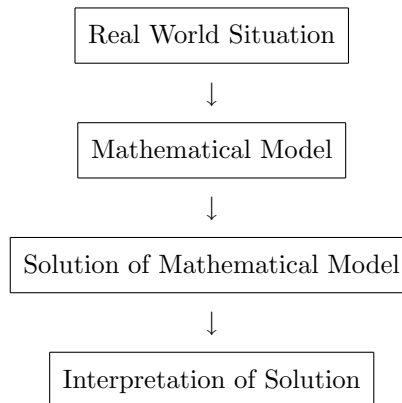 Real World Situation
↓
Mathematical Model
↓
Solution of Mathematical Model
↓
Interpretation of Solution